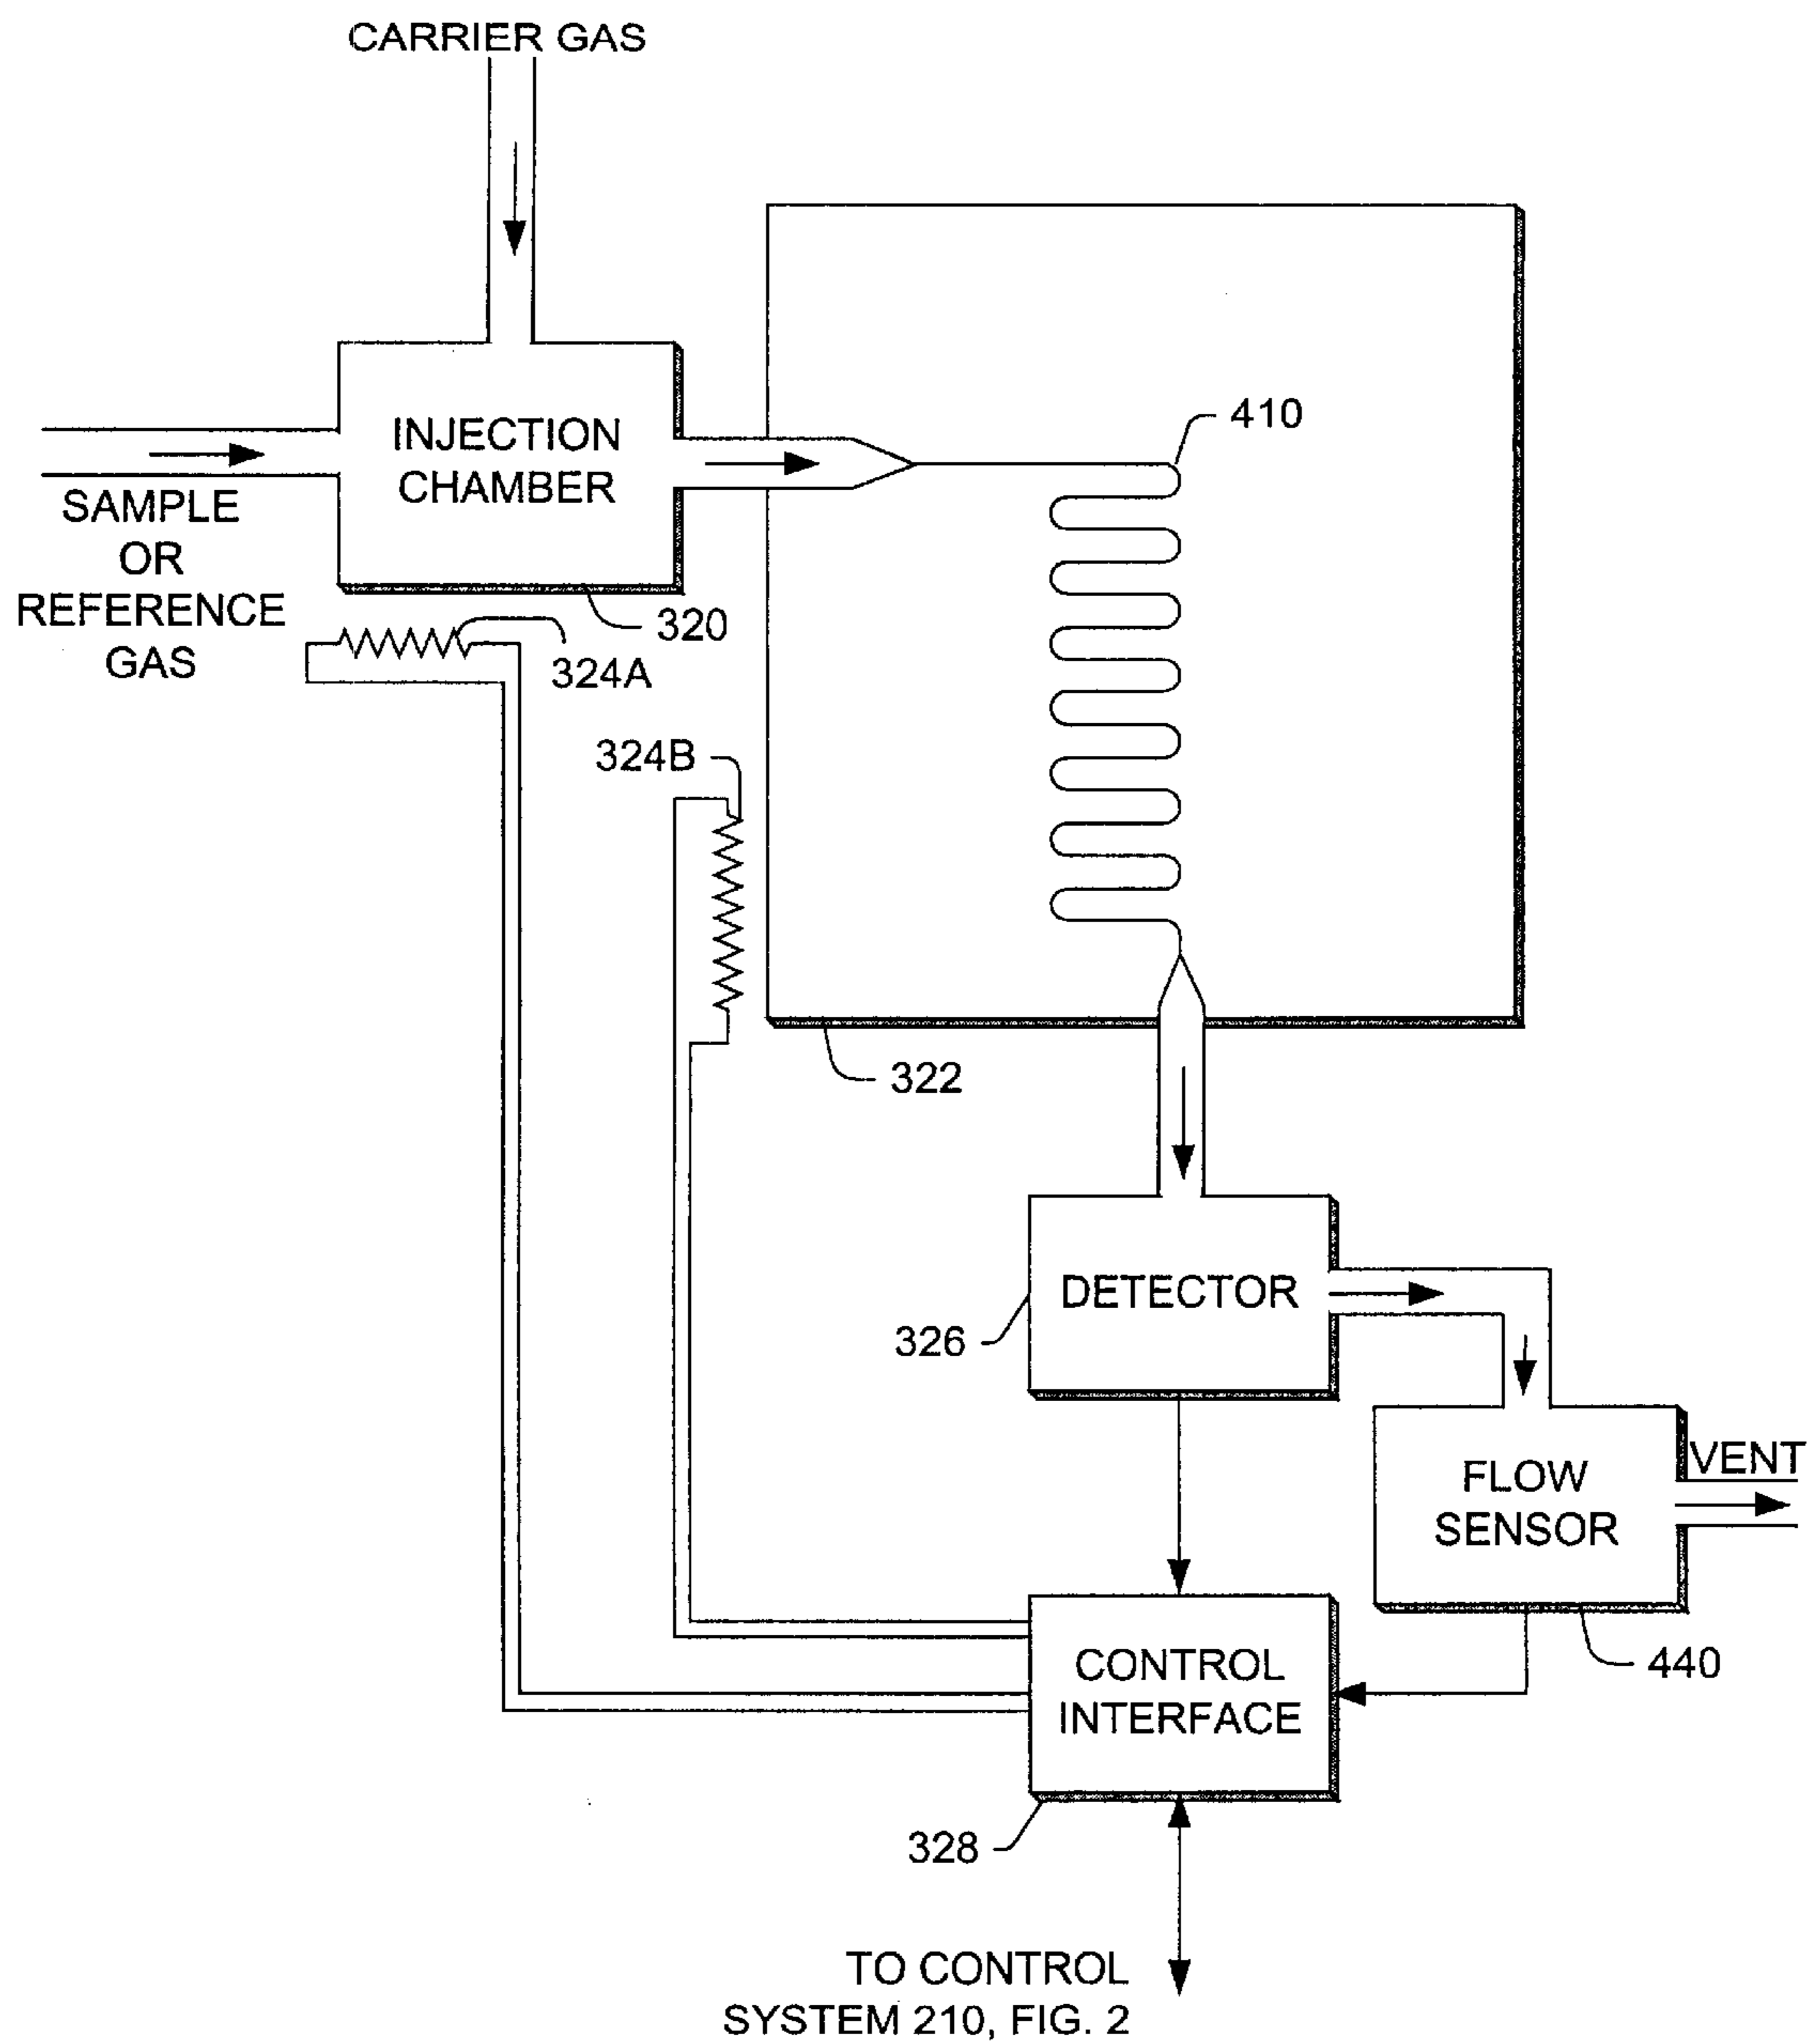 CARRIER GAS
410
INJECTION
CHAMBER
SAMPLE
OR
REFERENCE
GAS
320
324A
324B
322
DETECTOR
326
VENT
FLOW
SENSOR
440
CONTROL
INTERFACE
328
TO CONTROL
SYSTEM 210, FIG. 2